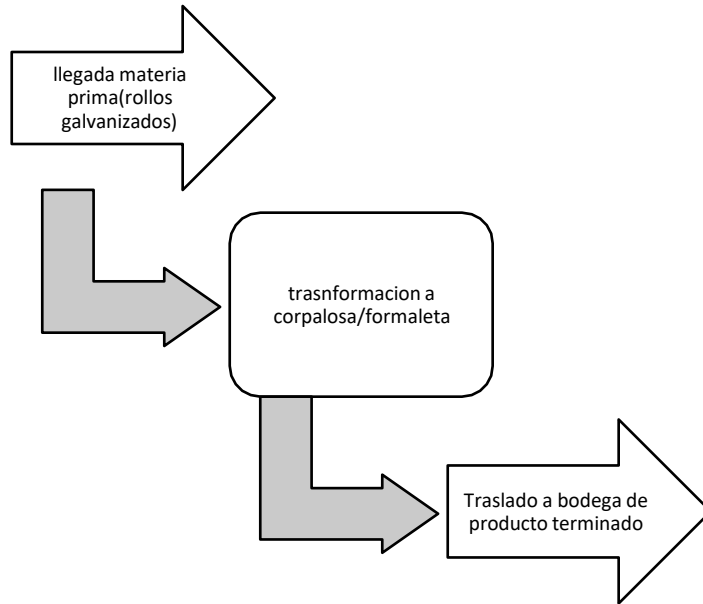 llegada materia
prima(rollos
galvanizados)
trasnformacion a
corpalosa/formaleta
Traslado a bodega de
producto terminado